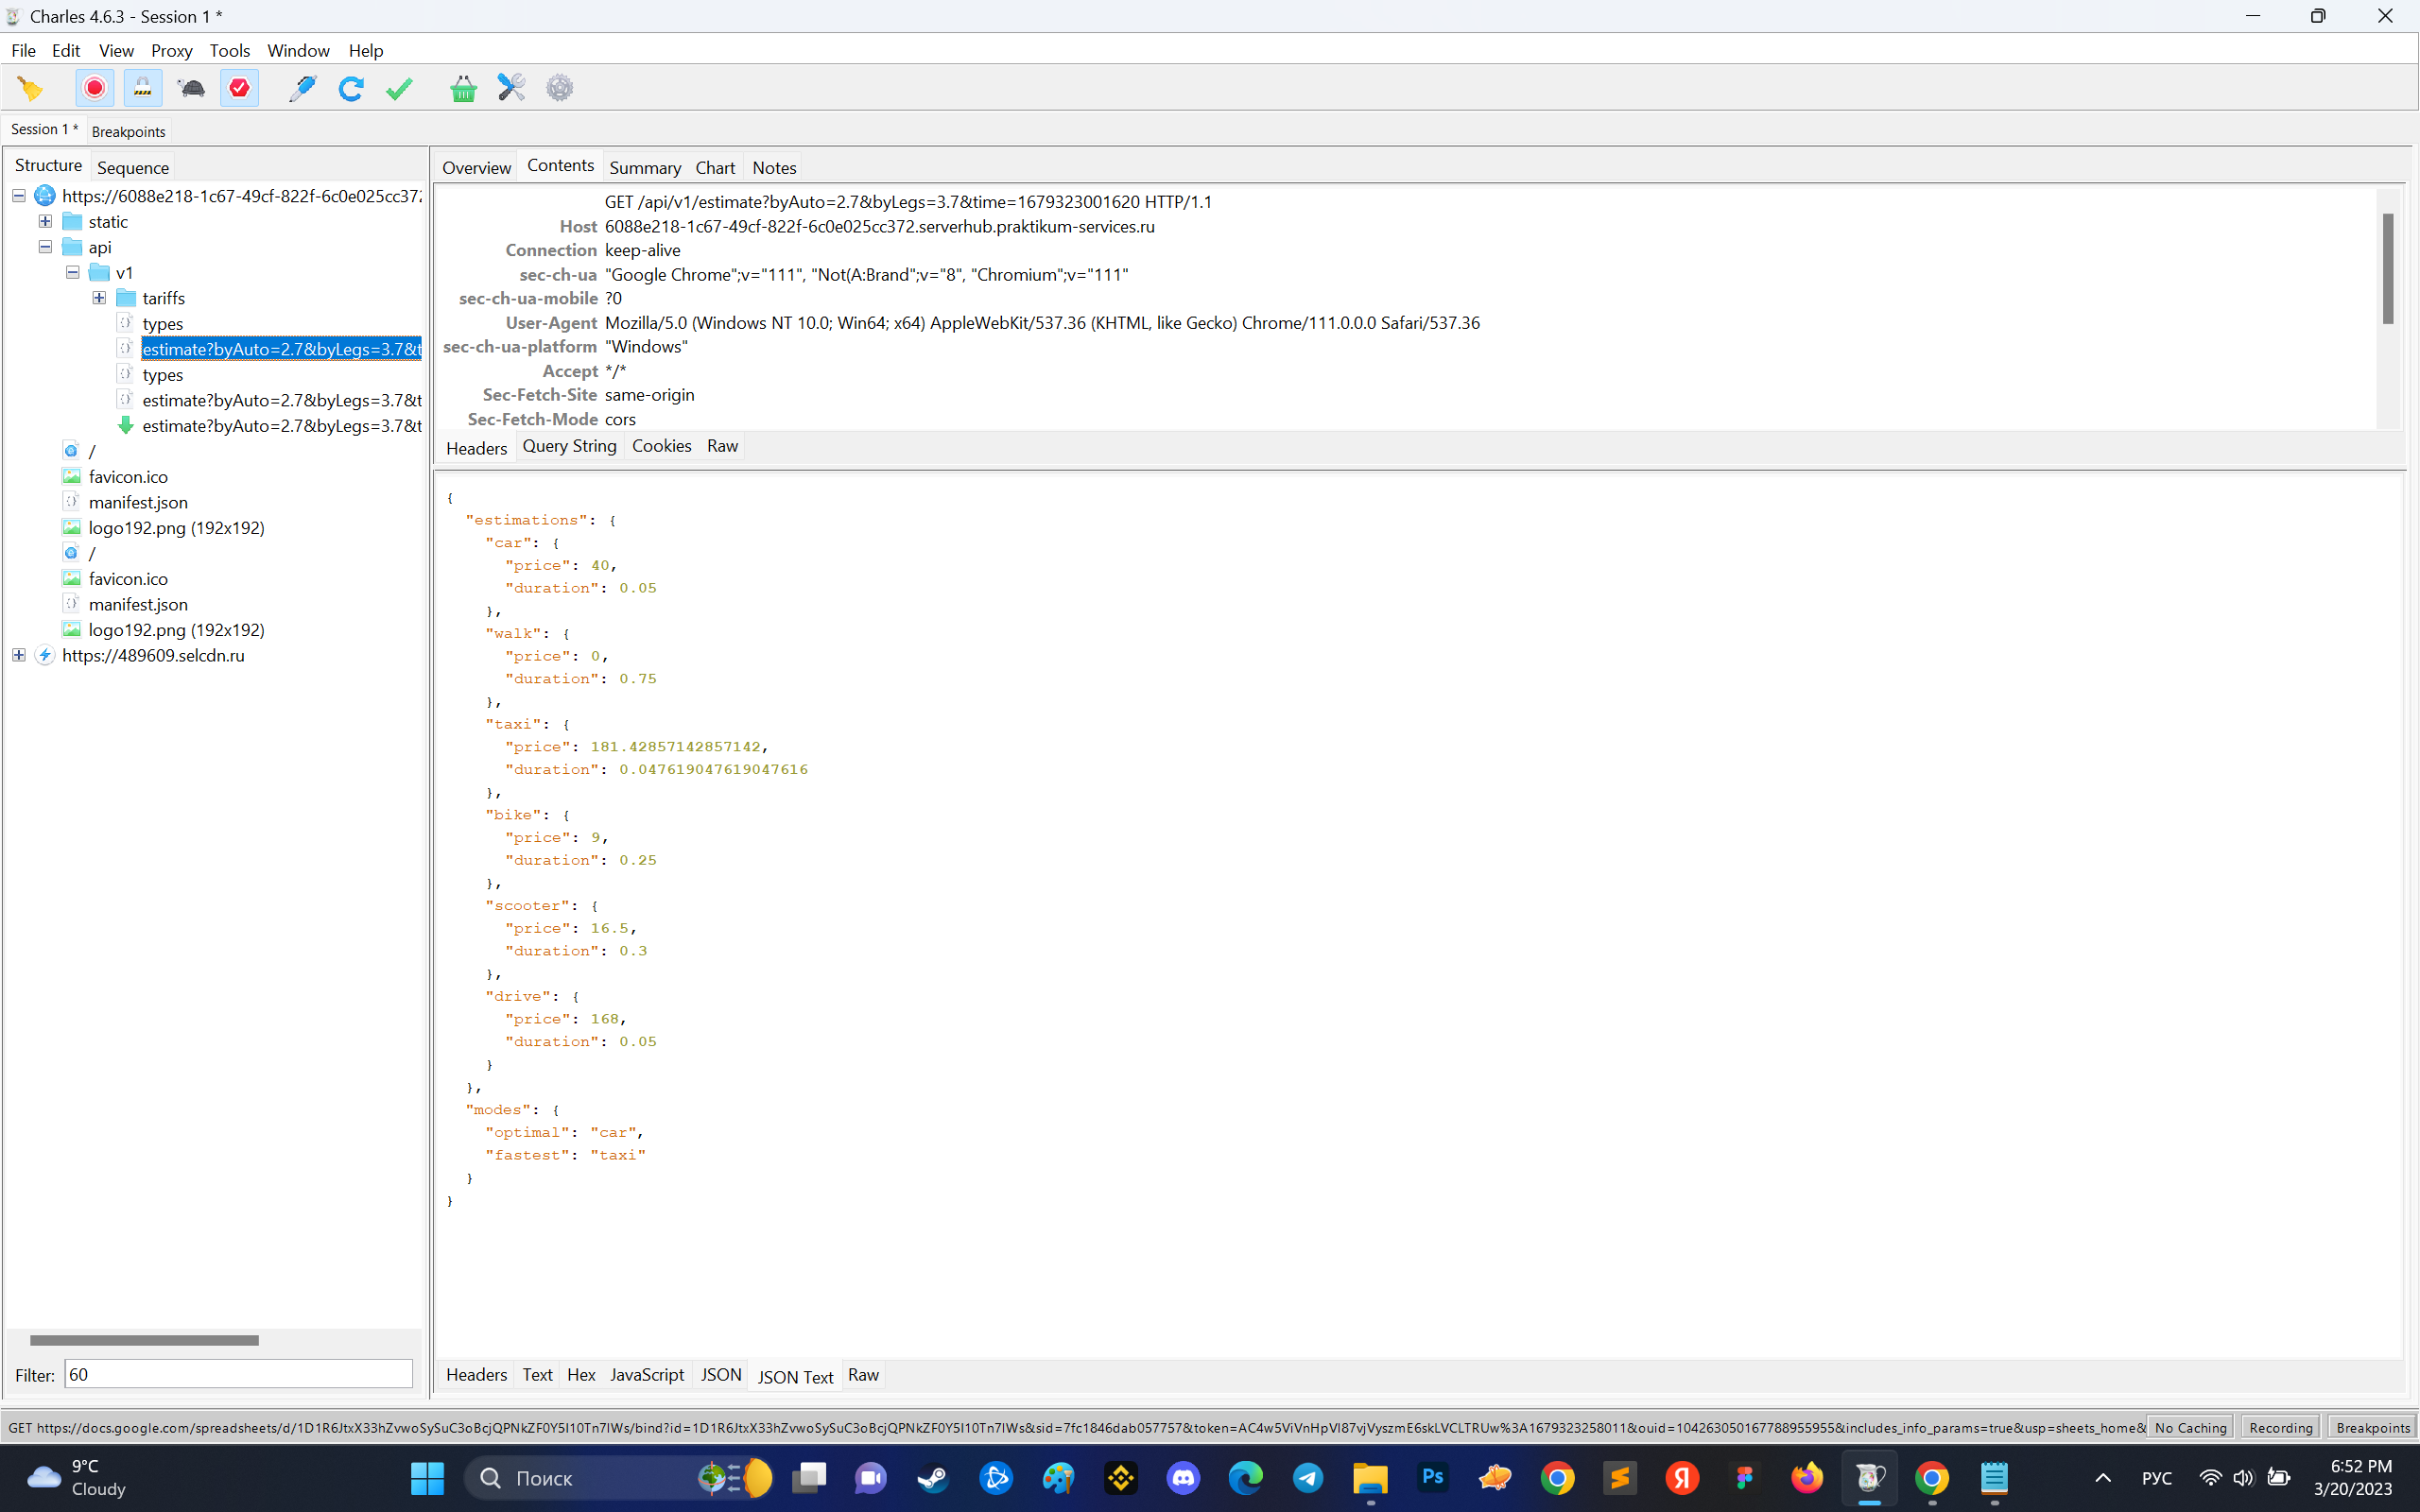 Charles 4.6.3 - Session 1 *
File Edit View Proxy Tools Window Help
Session 1 * Breakpoints
Structure Sequence
https://6088e218-1c67-49cf-822f-6c0e025cc372
static
api
v1
tariffs
types
estimate?byAuto=2.7&byLegs=3.7&t
types
estimate?byAuto=2.7&byLegs=3.7&t
estimate?byAuto=2.7&byLegs=3.7&t
/
favicon.ico
manifest.json
logo192.png (192x192)
/
favicon.ico
manifest.json
logo192.png (192x192)
https://489609.selcdn.ru
Filter: 60
Overview Contents Summary Chart Notes
GET /api/v1/estimate?byAuto=2.7&byLegs=3.7&time=1679323001620 HTTP/1.1
Host 6088e218-1c67-49cf-822f-6c0e025cc372.serverhub.praktikum-services.ru
Connection keep-alive
sec-ch-ua "Google Chrome";v="111", "Not(A:Brand";v="8", "Chromium";v="111"
sec-ch-ua-mobile ?0
User-Agent Mozilla/5.0 (Windows NT 10.0; Win64; x64) AppleWebKit/537.36 (KHTML, like Gecko) Chrome/111.0.0.0 Safari/537.36
sec-ch-ua-platform "Windows"
Accept */*
Sec-Fetch-Site same-origin
Sec-Fetch-Mode cors
Headers Query String Cookies Raw
{
"estimations": {
"car": {
"price": 40,
"duration": 0.05
},
"walk": {
"price": 0,
"duration": 0.75
},
"taxi": {
"price": 181.42857142857142,
"duration": 0.047619047619047616
},
"bike": {
"price": 9,
"duration": 0.25
},
"scooter": {
"price": 16.5,
"duration": 0.3
},
"drive": {
"price": 168,
"duration": 0.05
}
},
"modes": {
"optimal": "car",
"fastest": "taxi"
}
}
Headers Text Hex JavaScript JSON JSON Text Raw
GET https://docs.google.com/spreadsheets/d/1D1R6JtxX33hZvwoSySuC3oBcjQPNkZF0Y5I10Tn7IWs/bind?id=1D1R6JtxX33hZvwoSySuC3oBcjQPNkZF0Y5I10Tn7IWs&sid=7fc1846dab057757&token=AC4w5ViVnHpVI87vjVyszmE6skLVCLTRUw%3A1679323258011&ouid=104263050167788955955&includes_info_params=true&usp=sheets_home& No Caching Recording Breakpoints
9°C
Cloudy
Поиск
Ps
Я
РУС
6:52 PM
3/20/2023